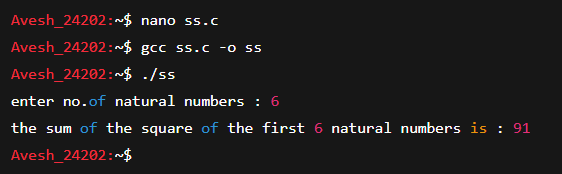 Avesh_24202:~$ nano ss.c
Avesh_24202:~$ gcc ss.c -o ss
Avesh_24202:~$ ./ss
enter no.of natural numbers : 6
the sum of the square of the first 6 natural numbers is : 91
Avesh_24202:~$